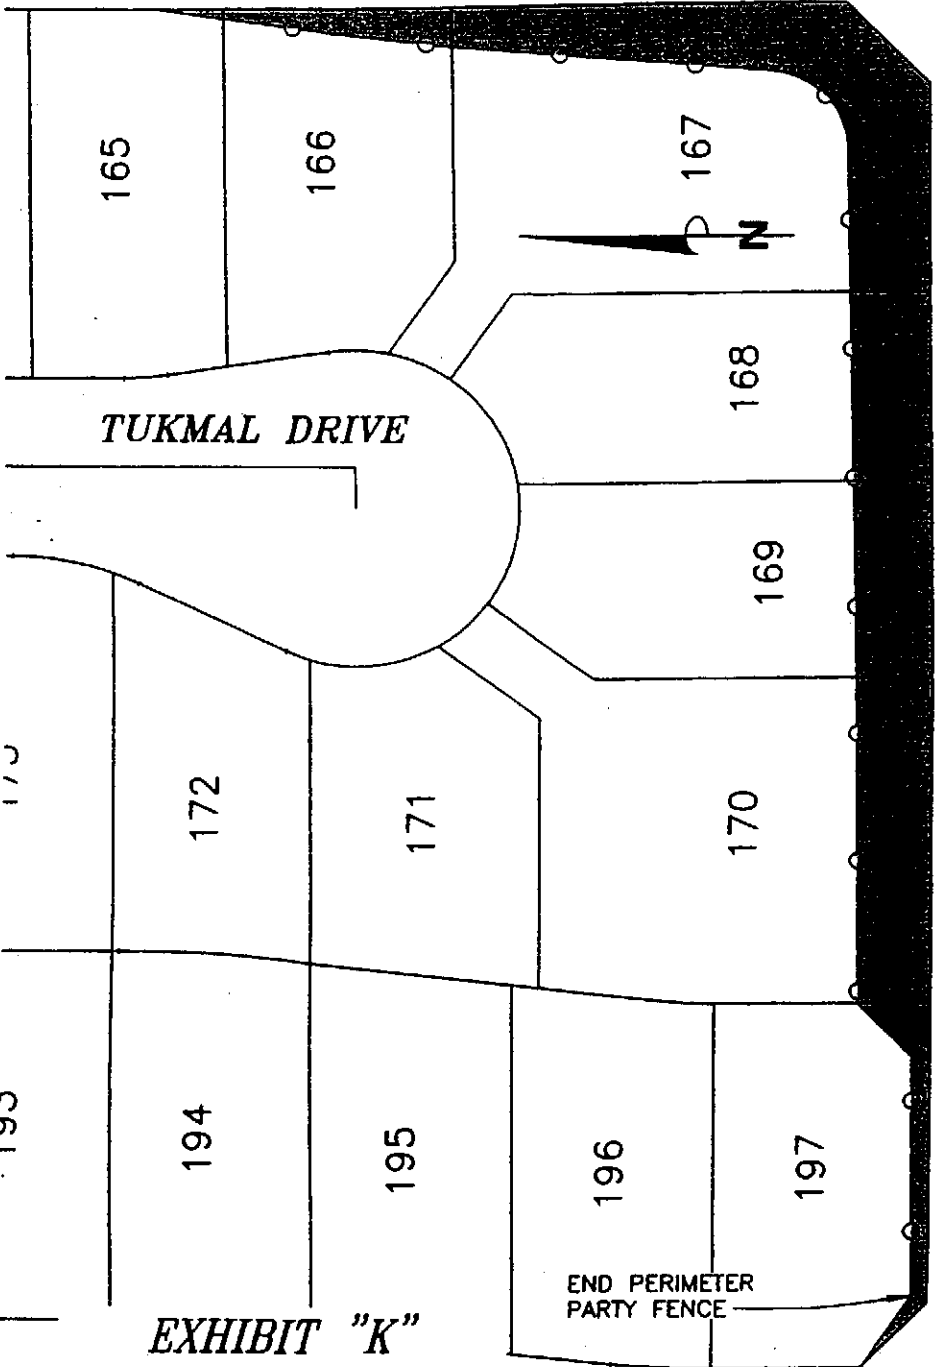 165
166
167
N
168
TUKMAL DRIVE
169
172
171
170
194
195
196
197
END PERIMETER
PARTY FENCE
EXHIBIT "K"